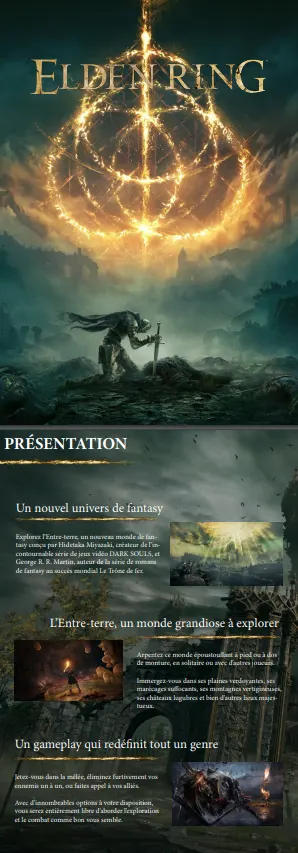 ELDEN RING
PRÉSENTATION
Un nouvel univers de fantasy
Explorez l'Entre-terre, un nouveau monde de fan-
tasy conçu par Hidetaka Miyazaki, créateur de l'in-
contournable série de jeux vidéo DARK SOULS, et
George R. R. Martin, auteur de la série de romans
de fantasy au succès mondial Le Trône de fer.
L'Entre-terre, un monde grandiose à explorer
Arpentez ce monde époustouflant à pied ou à dos
de monture, en solitaire ou avec d'autres joueurs.
Immergez-vous dans ses plaines verdoyantes, ses
marécages suffocants, ses montagnes vertigineuses,
ses châteaux lugubres et bien d'autres lieux majes-
tueux.
Un gameplay qui redéfinit tout un genre
Jetez-vous dans la mêlée, éliminez furtivement vos
ennemis un à un, ou faites appel à vos alliés.
Avec d'innombrables options à votre disposition,
vous serez entièrement libre d'aborder l'exploration
et le combat comme bon vous semble.